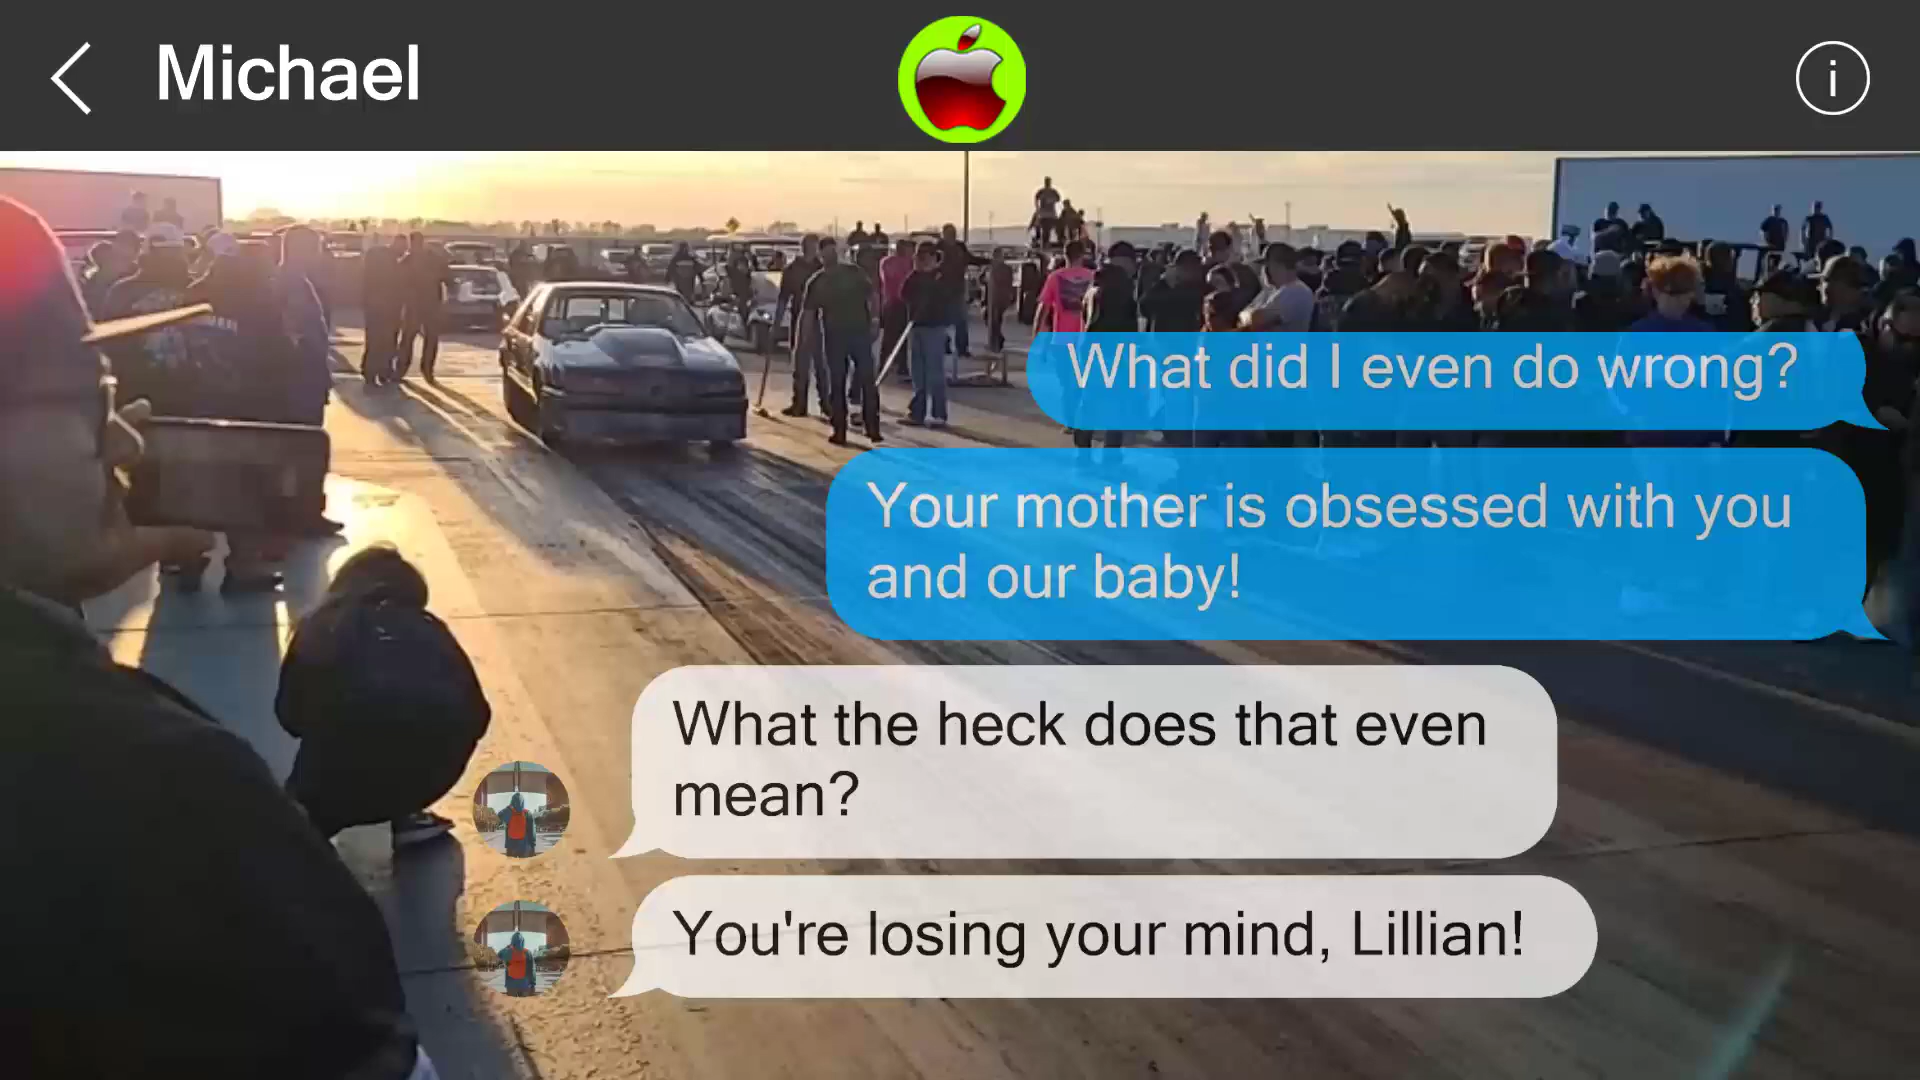 Michael
What did I even do wrong?
Your mother is obsessed with you
and our baby!
What the heck does that even
mean?
You're losing your mind, Lillian!